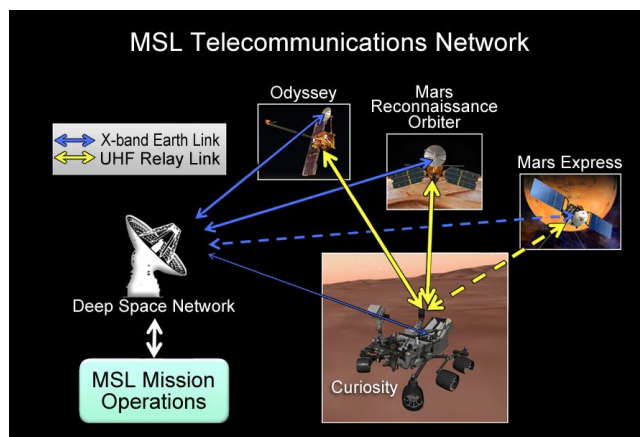 MSL Telecommunications Network
Odyssey
Mars
Reconnaissance
Orbiter
X-band Earth Link
UHF Relay Link
Mars Express
Deep Space Network
Curiosity
MSL Mission
Operations